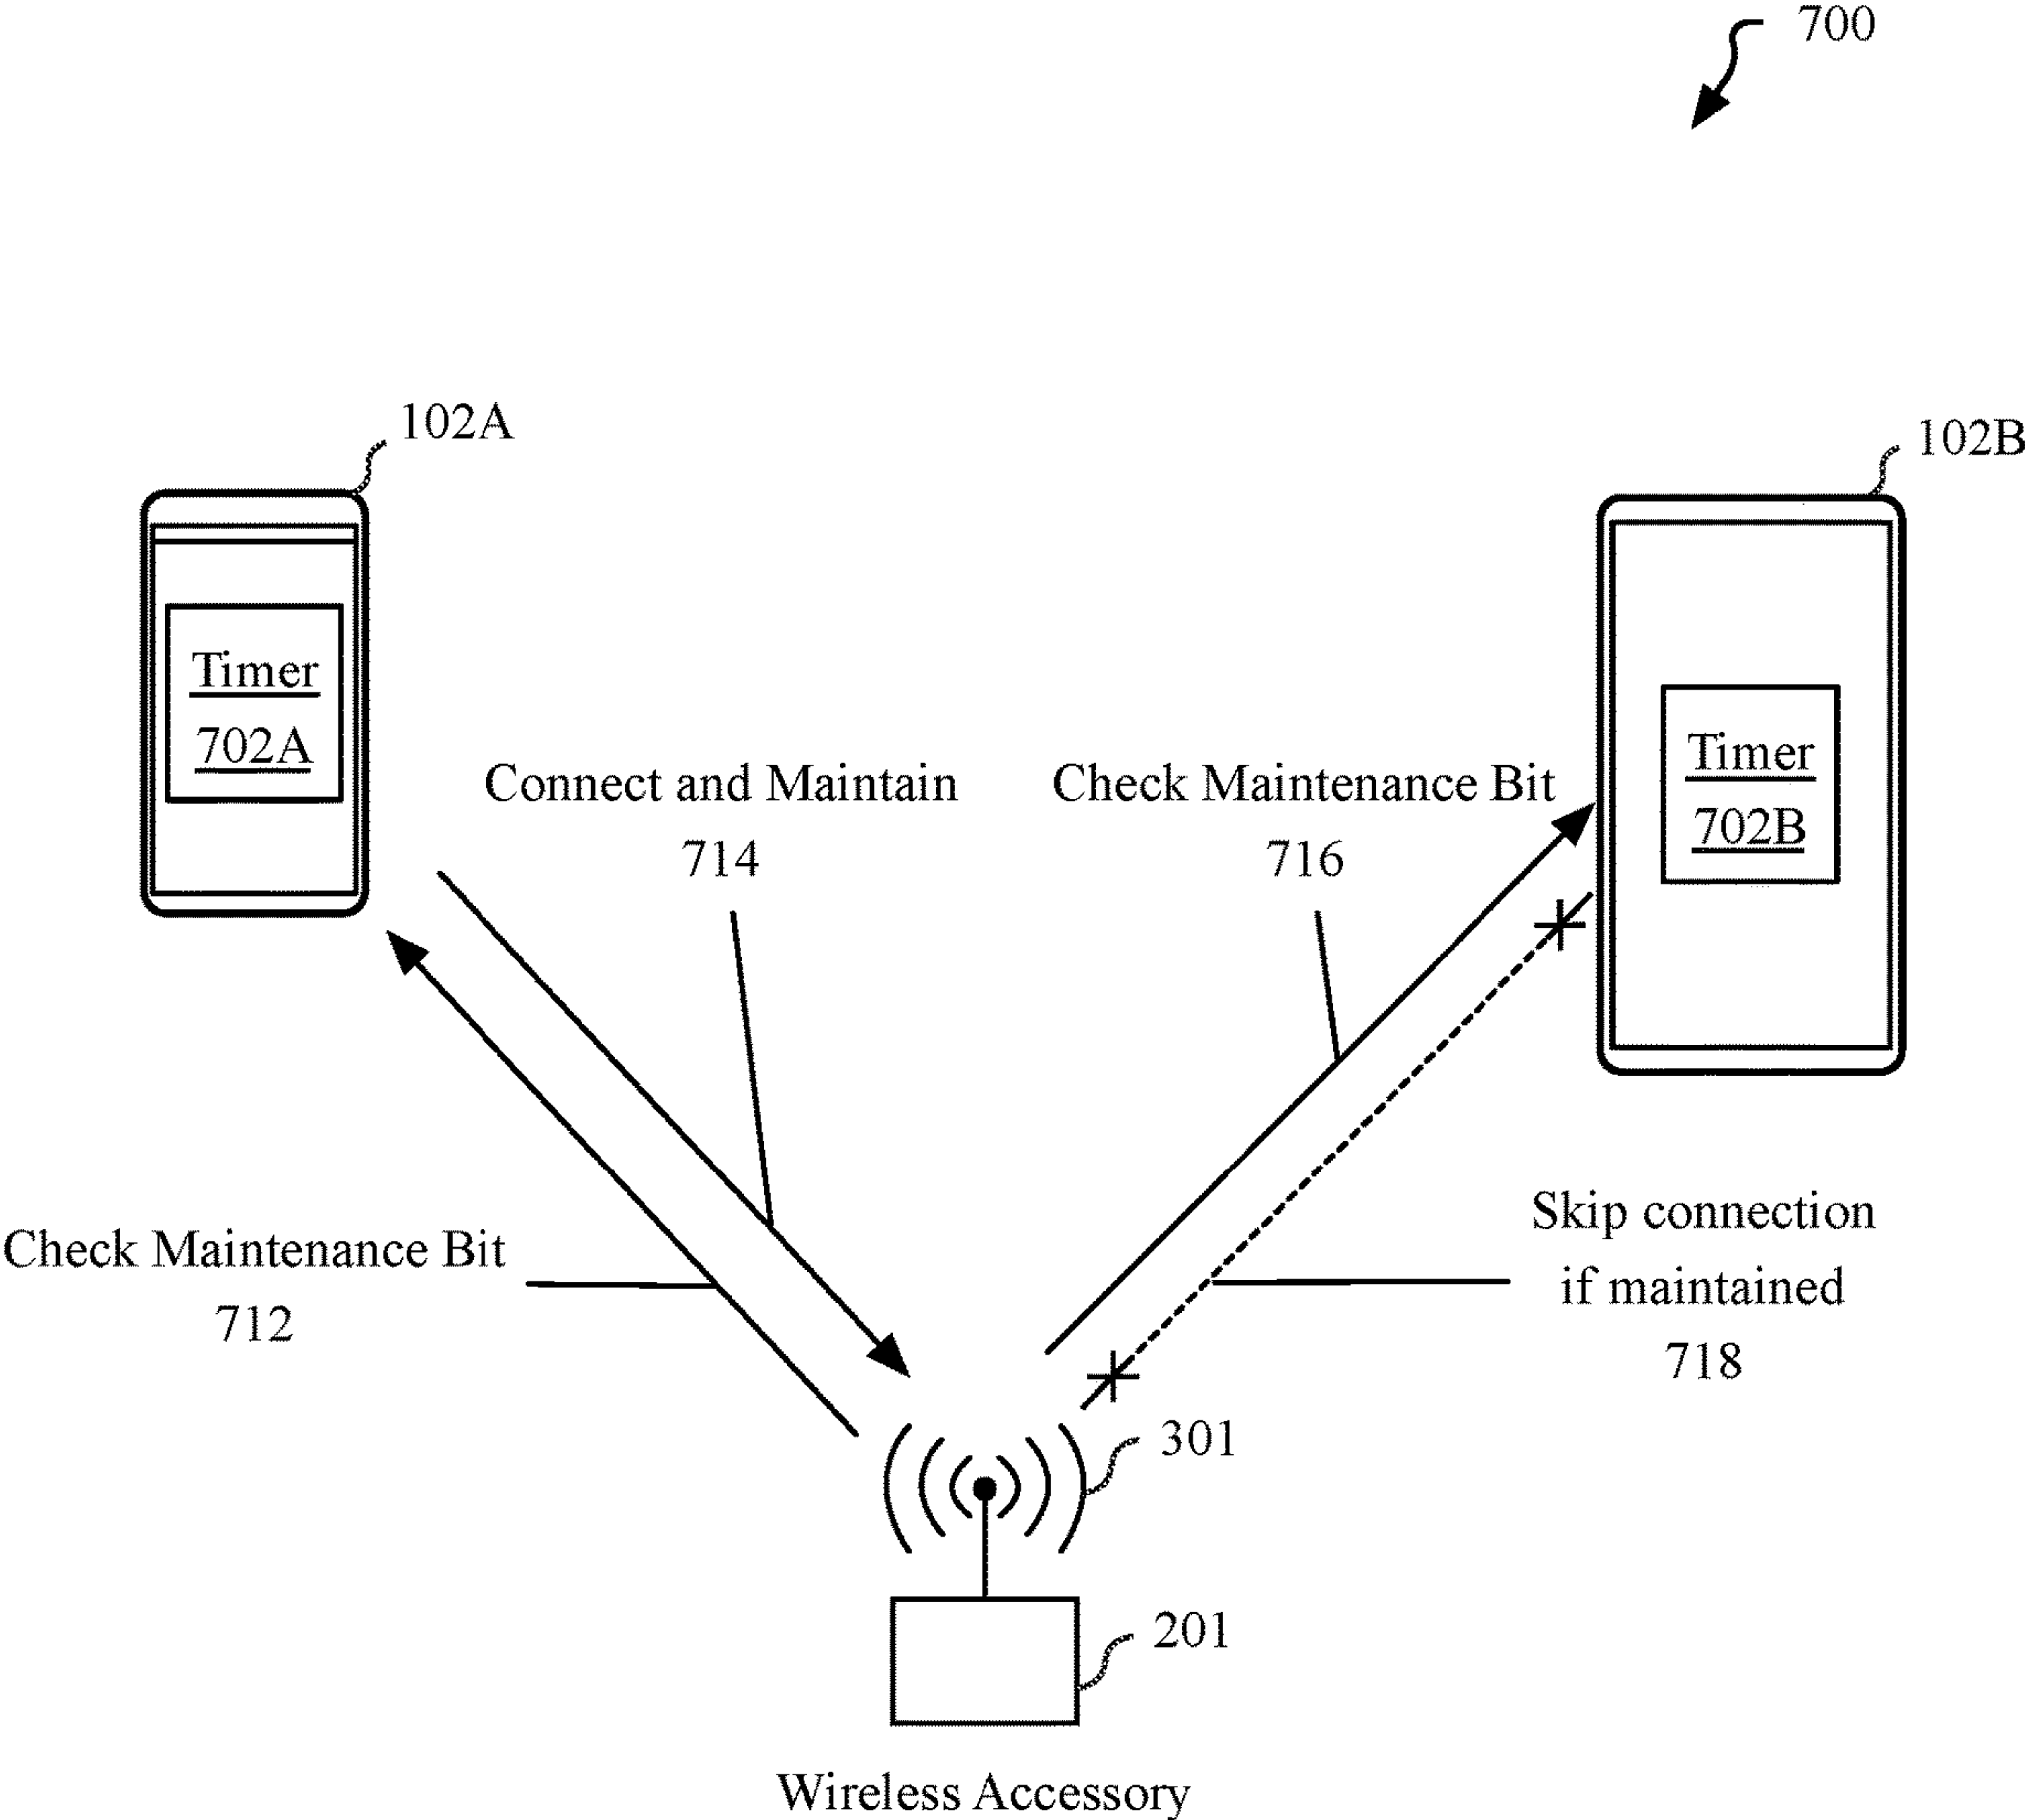 700
102A
102B
Timer
702A
Timer
702B
Connect and Maintain
714
Check Maintenance Bit
716
Check Maintenance Bit
712
Skip connection
if maintained
718
301
201
Wireless Accessory